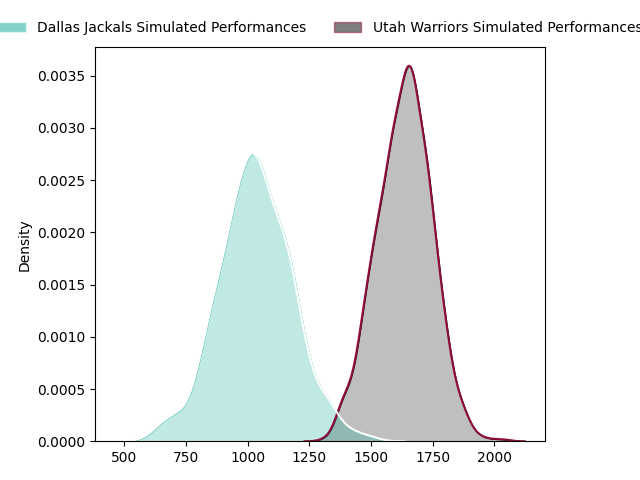 Dallas Jackals Simulated Performances Utah Warriors Simulated Performances
0.0035
0.0030
0.0025
0.0020
0.0015
0.0010
0.0005
0.0000
Density
500 750 1000 1250 1500 1750 2000